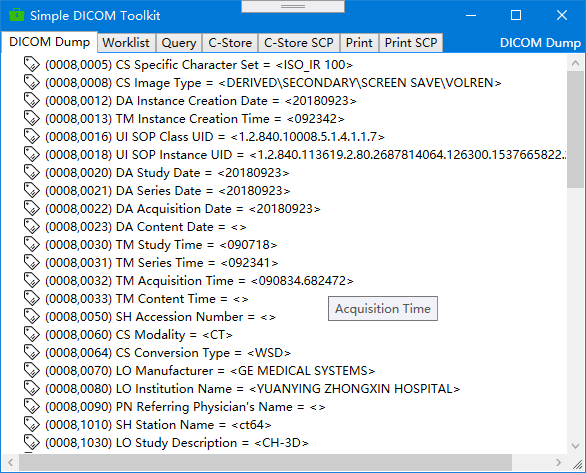 Simple DICOM Toolkit
DICOM Dump Worklist Query C-Store C-Store SCP Print Print SCP DICOM Dump
(0008,0005) CS Specific Character Set = <ISO_IR 100>
(0008,0008) CS Image Type = <DERIVED\SECONDARY\SCREEN SAVE\VOLREN>
(0008,0012) DA Instance Creation Date = <20180923>
(0008,0013) TM Instance Creation Time = <092342>
(0008,0016) UI SOP Class UID = <1.2.840.10008.5.1.4.1.1.7>
(0008,0018) UI SOP Instance UID = <1.2.840.113619.2.80.2687814064.126300.1537665822.
(0008,0020) DA Study Date = <20180923>
(0008,0021) DA Series Date = <20180923>
(0008,0022) DA Acquisition Date = <20180923>
(0008,0023) DA Content Date = <>
(0008,0030) TM Study Time = <090718>
(0008,0031) TM Series Time = <092341>
(0008,0032) TM Acquisition Time = <090834.682472>
(0008,0033) TM Content Time = <>
Acquisition Time
(0008,0050) SH Accession Number = <>
(0008,0060) CS Modality = <CT>
(0008,0064) CS Conversion Type = <WSD>
(0008,0070) LO Manufacturer = <GE MEDICAL SYSTEMS>
(0008,0080) LO Institution Name = <YUANYING ZHONGXIN HOSPITAL>
(0008,0090) PN Referring Physician's Name = <>
(0008,1010) SH Station Name = <ct64>
(0008,1030) LO Study Description = <CH-3D>